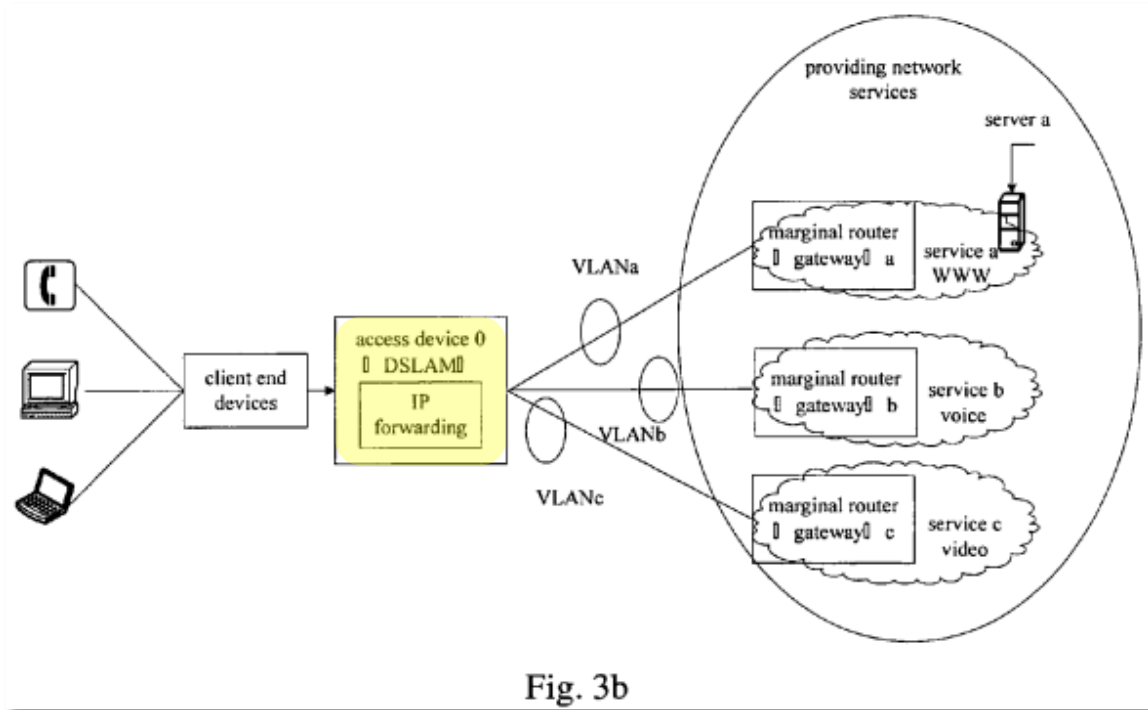 providing network
services
server a
marginal router
▯ gateway▯ a
service a
WWW
VLANa
access device 0
▯ DSLAM▯
IP
forwarding
client end
devices
marginal router
▯ gateway▯ b
service b
voice
VLANb
VLANc
marginal router
▯ gateway▯ c
service c
video
Fig. 3b